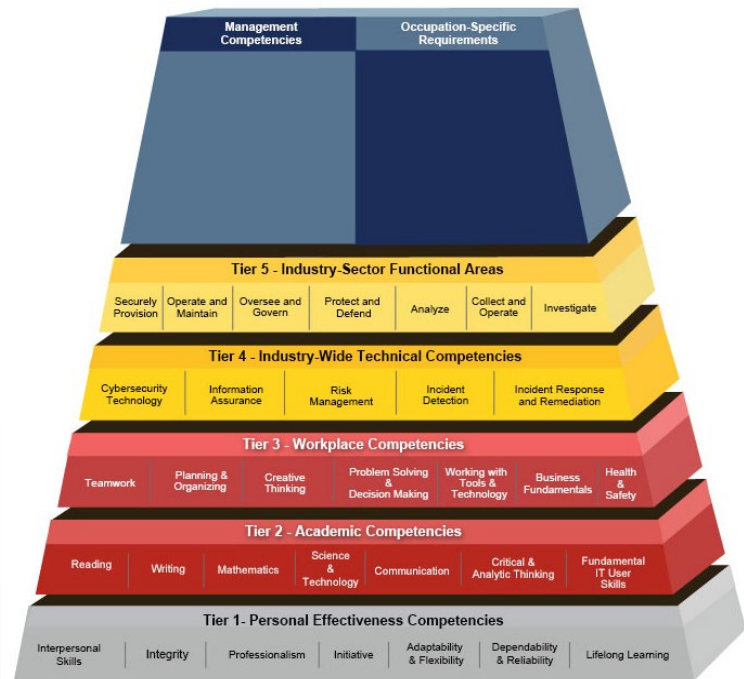 Management
Competencies
Occupation-Specific
Requirements
Tier 5 - Industry-Sector Functional Areas
Securely
Provision
Operate and
Maintain
Oversee and
Govern
Protect and
Defend
Analyze
Collect and
Operate
Investigate
Tier 4 - Industry-Wide Technical Competencies
Cybersecurity
Technology
Information
Assurance
Risk
Management
Incident
Detection
Incident Response
and Remediation
Tier 3 - Workplace Competencies
Teamwork
Planning &
Organizing
Creative
Thinking
Problem Solving
&
Decision Making
Working with
Tools &
Technology
Business
Fundamentals
Health
&
Safety
Tier 2 - Academic Competencies
Reading
Writing
Mathematics
Science
&
Technology
Communication
Critical &
Analytic Thinking
Fundamental
IT User
Skills
Tier 1- Personal Effectiveness Competencies
Interpersonal
Skills
Integrity
Professionalism
Initiative
Adaptability
& Flexibility
Dependability
& Reliability
Lifelong Learning